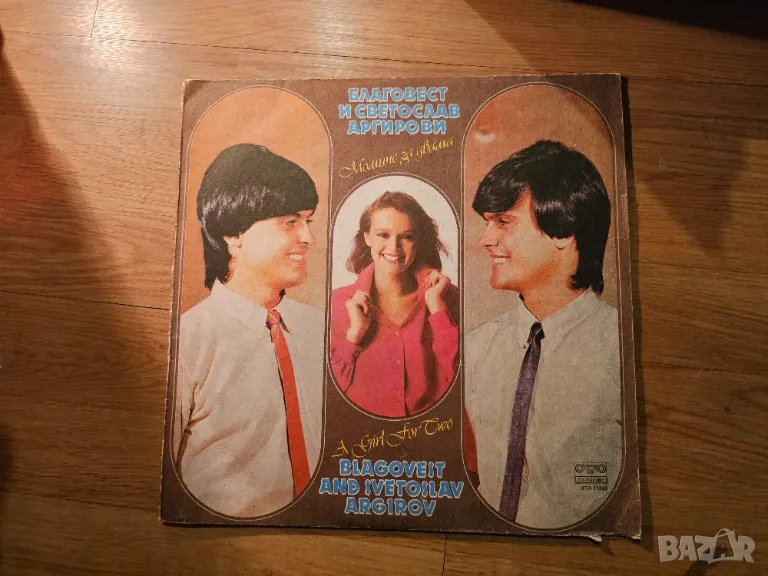 БЛАГОВЕСТ
И СВЕТОСЛАВ
АРГИРОВИ
Момиче за двама
A Girl For Two
BLAGOVEST
AND SVETOSLAV
ARGIROV
BAZAR